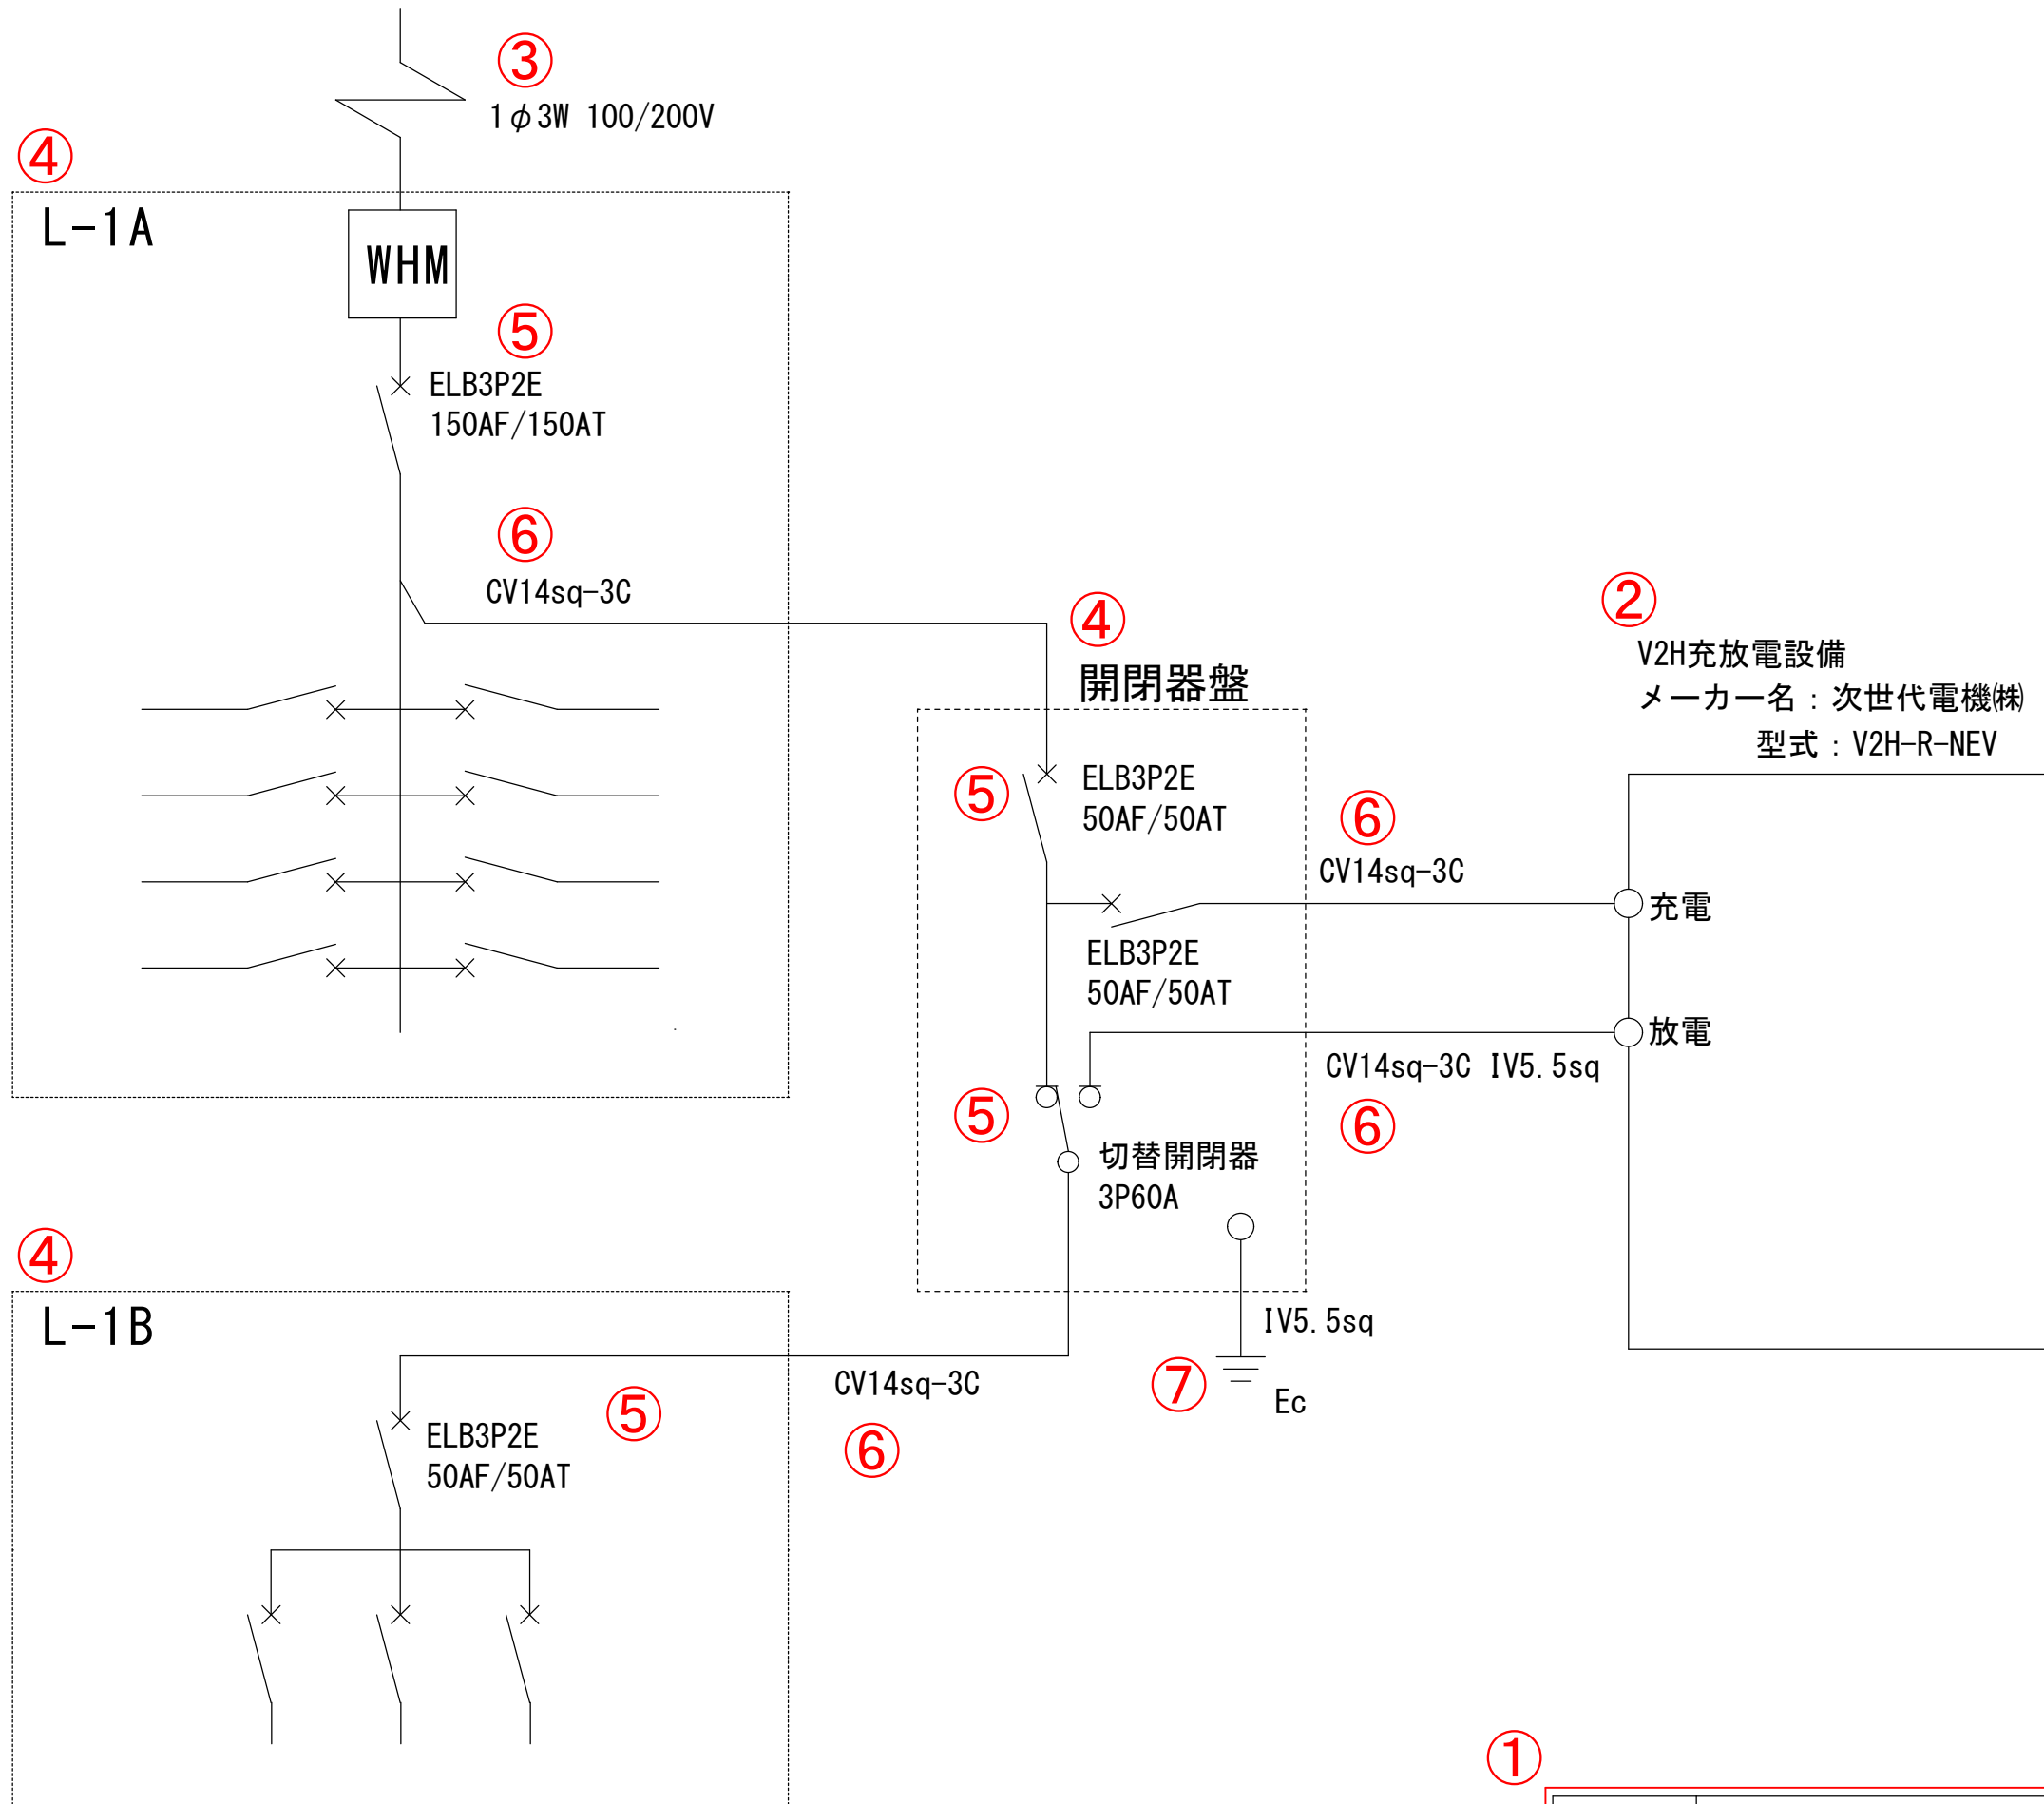 ③
1φ3W 100/200V
④
L-1A
WHM
⑤
ELB3P2E
150AF/150AT
⑥
CV14sq-3C
④
開閉器盤
⑤
ELB3P2E
50AF/50AT
⑥
CV14sq-3C
ELB3P2E
50AF/50AT
②
V2H充放電設備
メーカー名：次世代電機㈱
型式：V2H-R-NEV
充電
放電
CV14sq-3C IV5.5sq
⑥
⑤
切替開閉器
3P60A
IV5.5sq
⑦
Ec
④
L-1B
CV14sq-3C
⑥
⑤
ELB3P2E
50AF/50AT
①